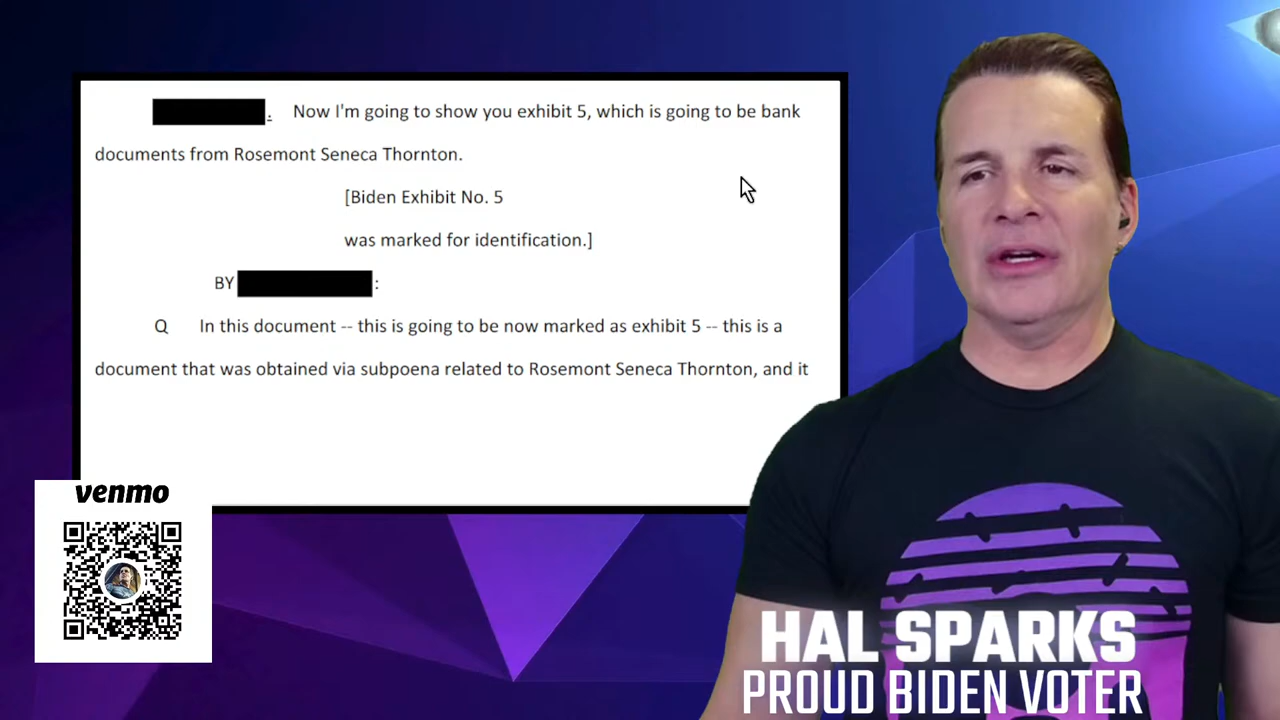 . Now I'm going to show you exhibit 5, which is going to be bank
documents from Rosemont Seneca Thornton.
[Biden Exhibit No. 5
was marked for identification.]
BY :
Q In this document -- this is going to be now marked as exhibit 5 -- this is a
document that was obtained via subpoena related to Rosemont Seneca Thornton, and it
venmo
HAL SPARKS
PROUD BIDEN VOTER